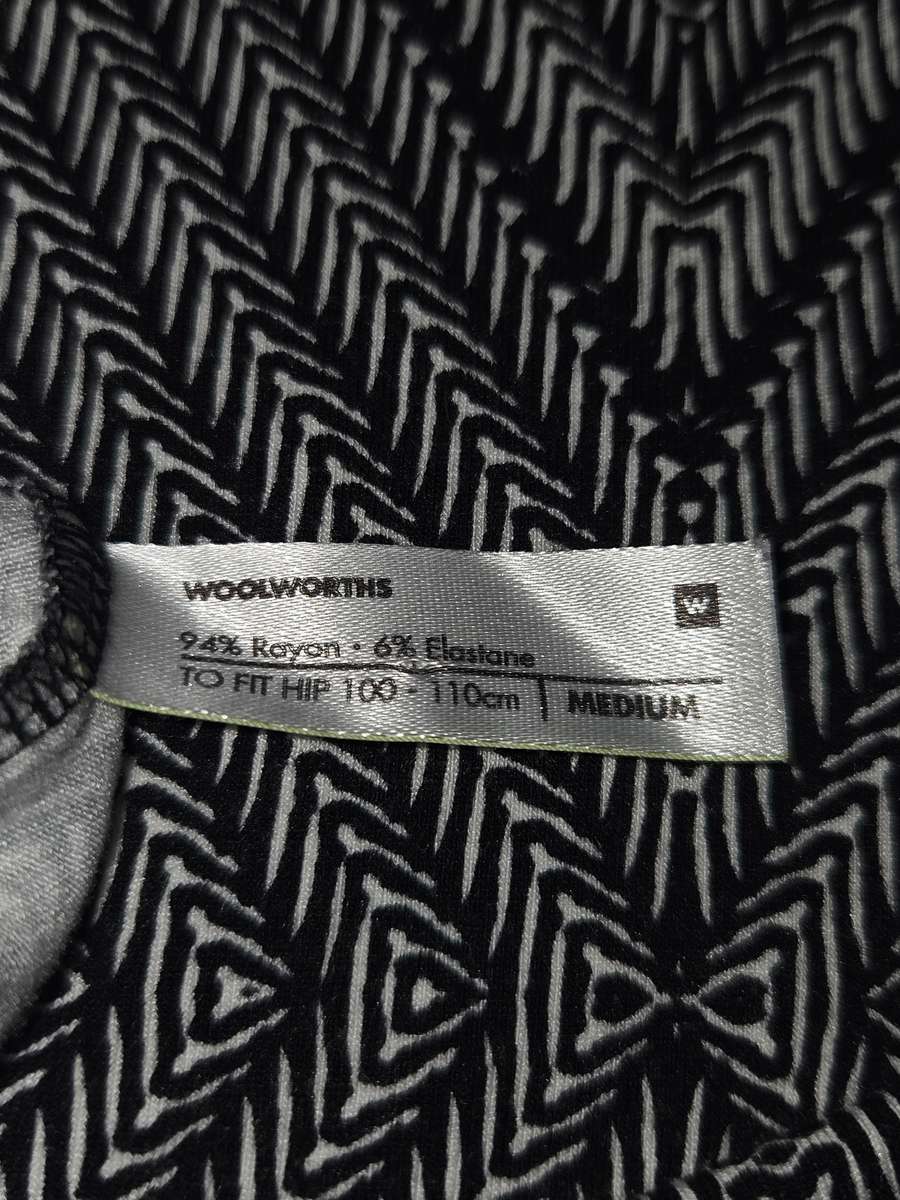 WOOLWORTHS W
94% Rayon • 6% Elastane
TO FIT HIP 100 - 110cm | MEDIUM